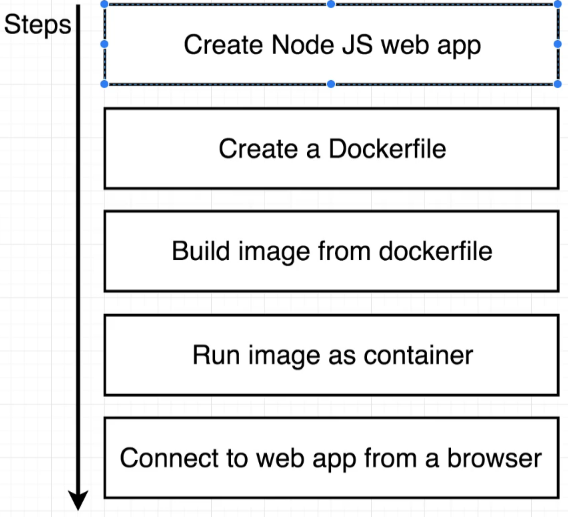 Steps
Create Node JS web app
Create a Dockerfile
Build image from dockerfile
Run image as container
Connect to web app from a browser